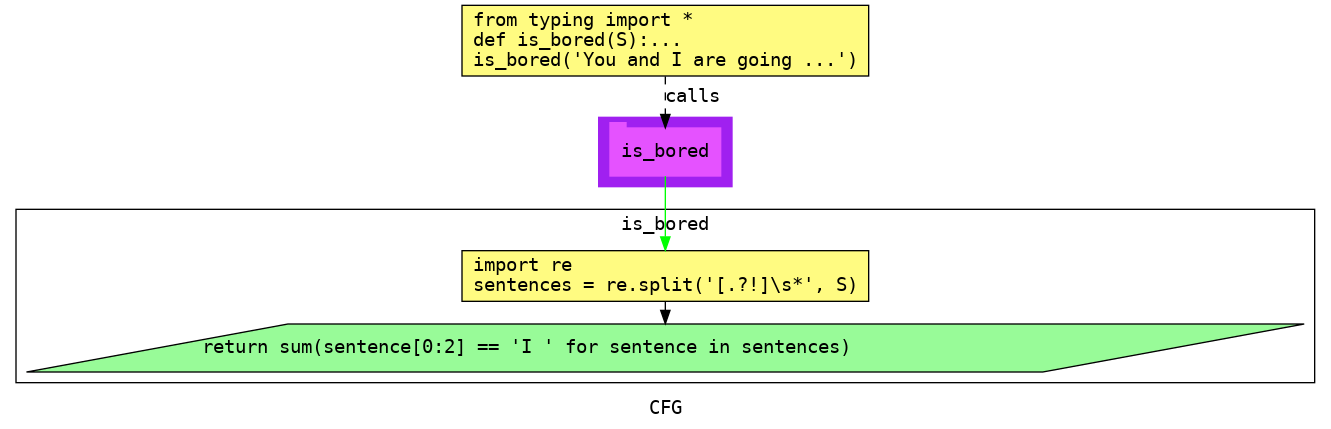 from typing import *
def is_bored(S):...
is_bored('You and I are going ...')
calls
is_bored
is_bored
import re
sentences = re.split('[.?!]\s*', S)
return sum(sentence[0:2] == 'I ' for sentence in sentences)
CFG